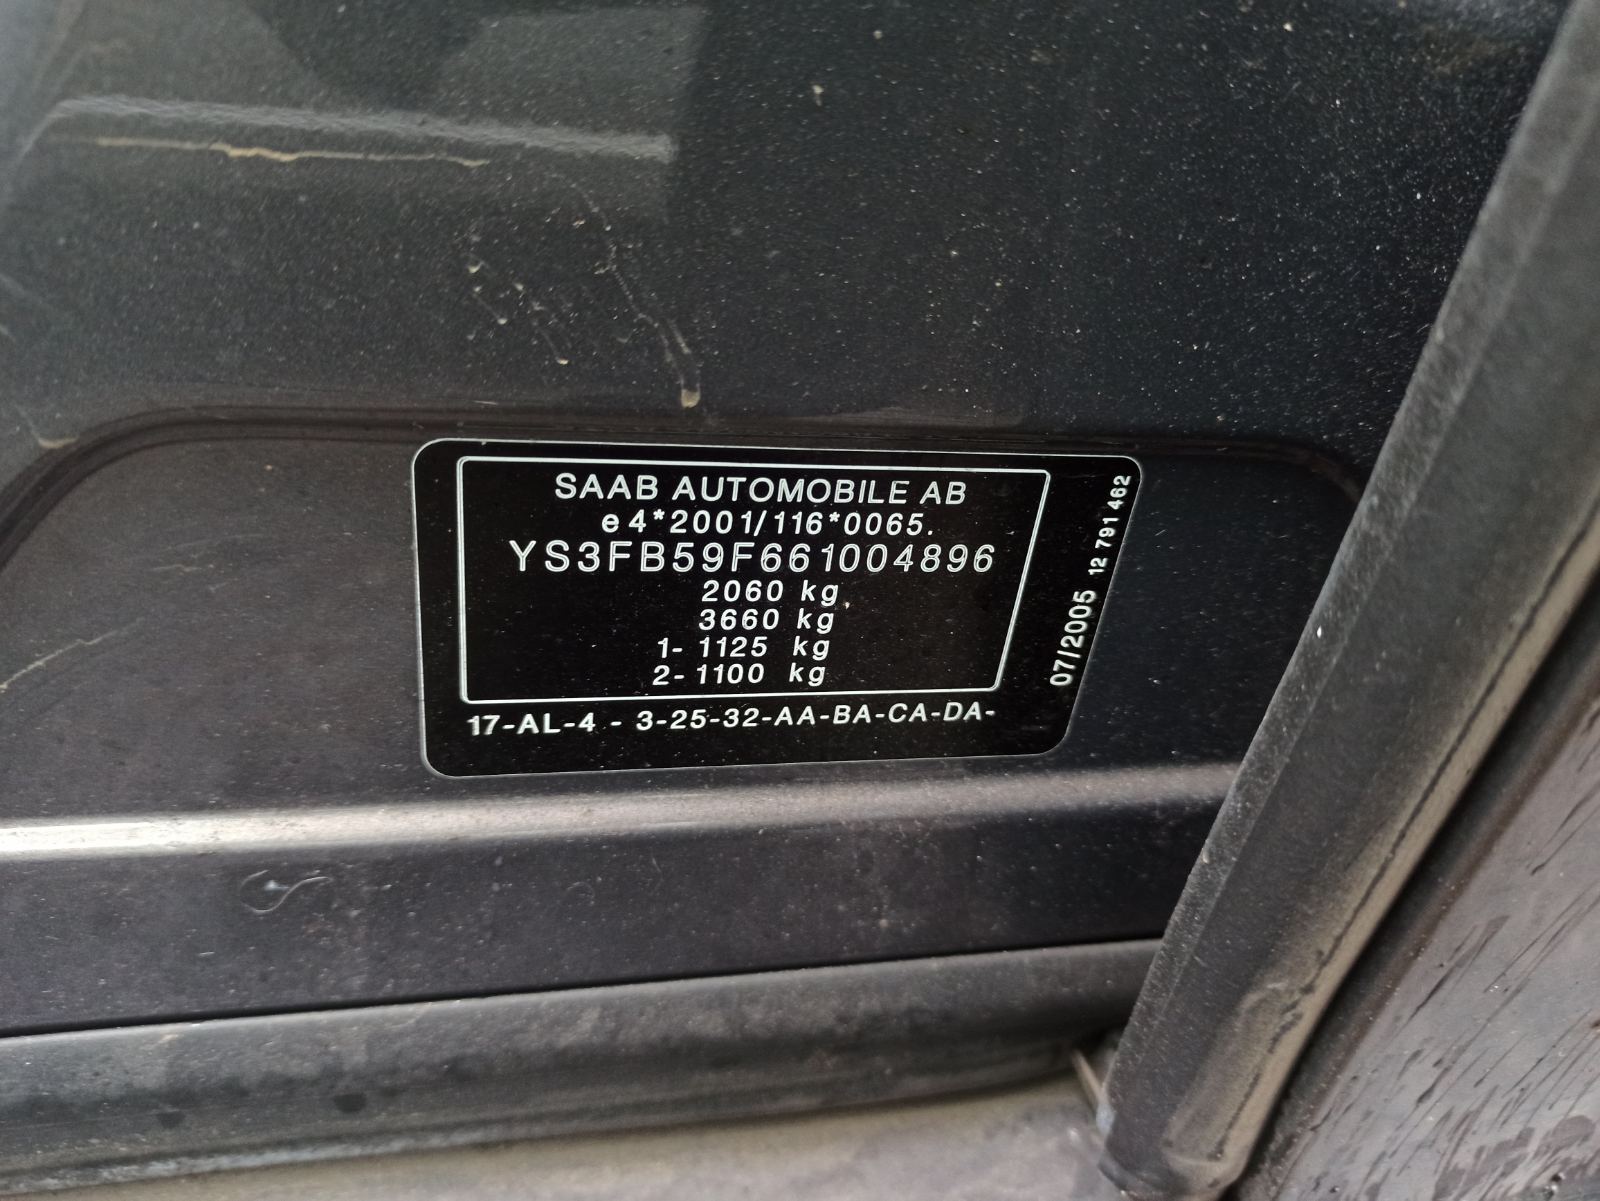 SAAB AUTOMOBILE AB
e4*2001/116*0065.
YS3FB59F661004896
2060 kg
3660 kg
1- 1125 kg
2- 1100 kg
17-AL-4 - 3-25-32-AA-BA-CA-DA-
07/2005 12 791 462